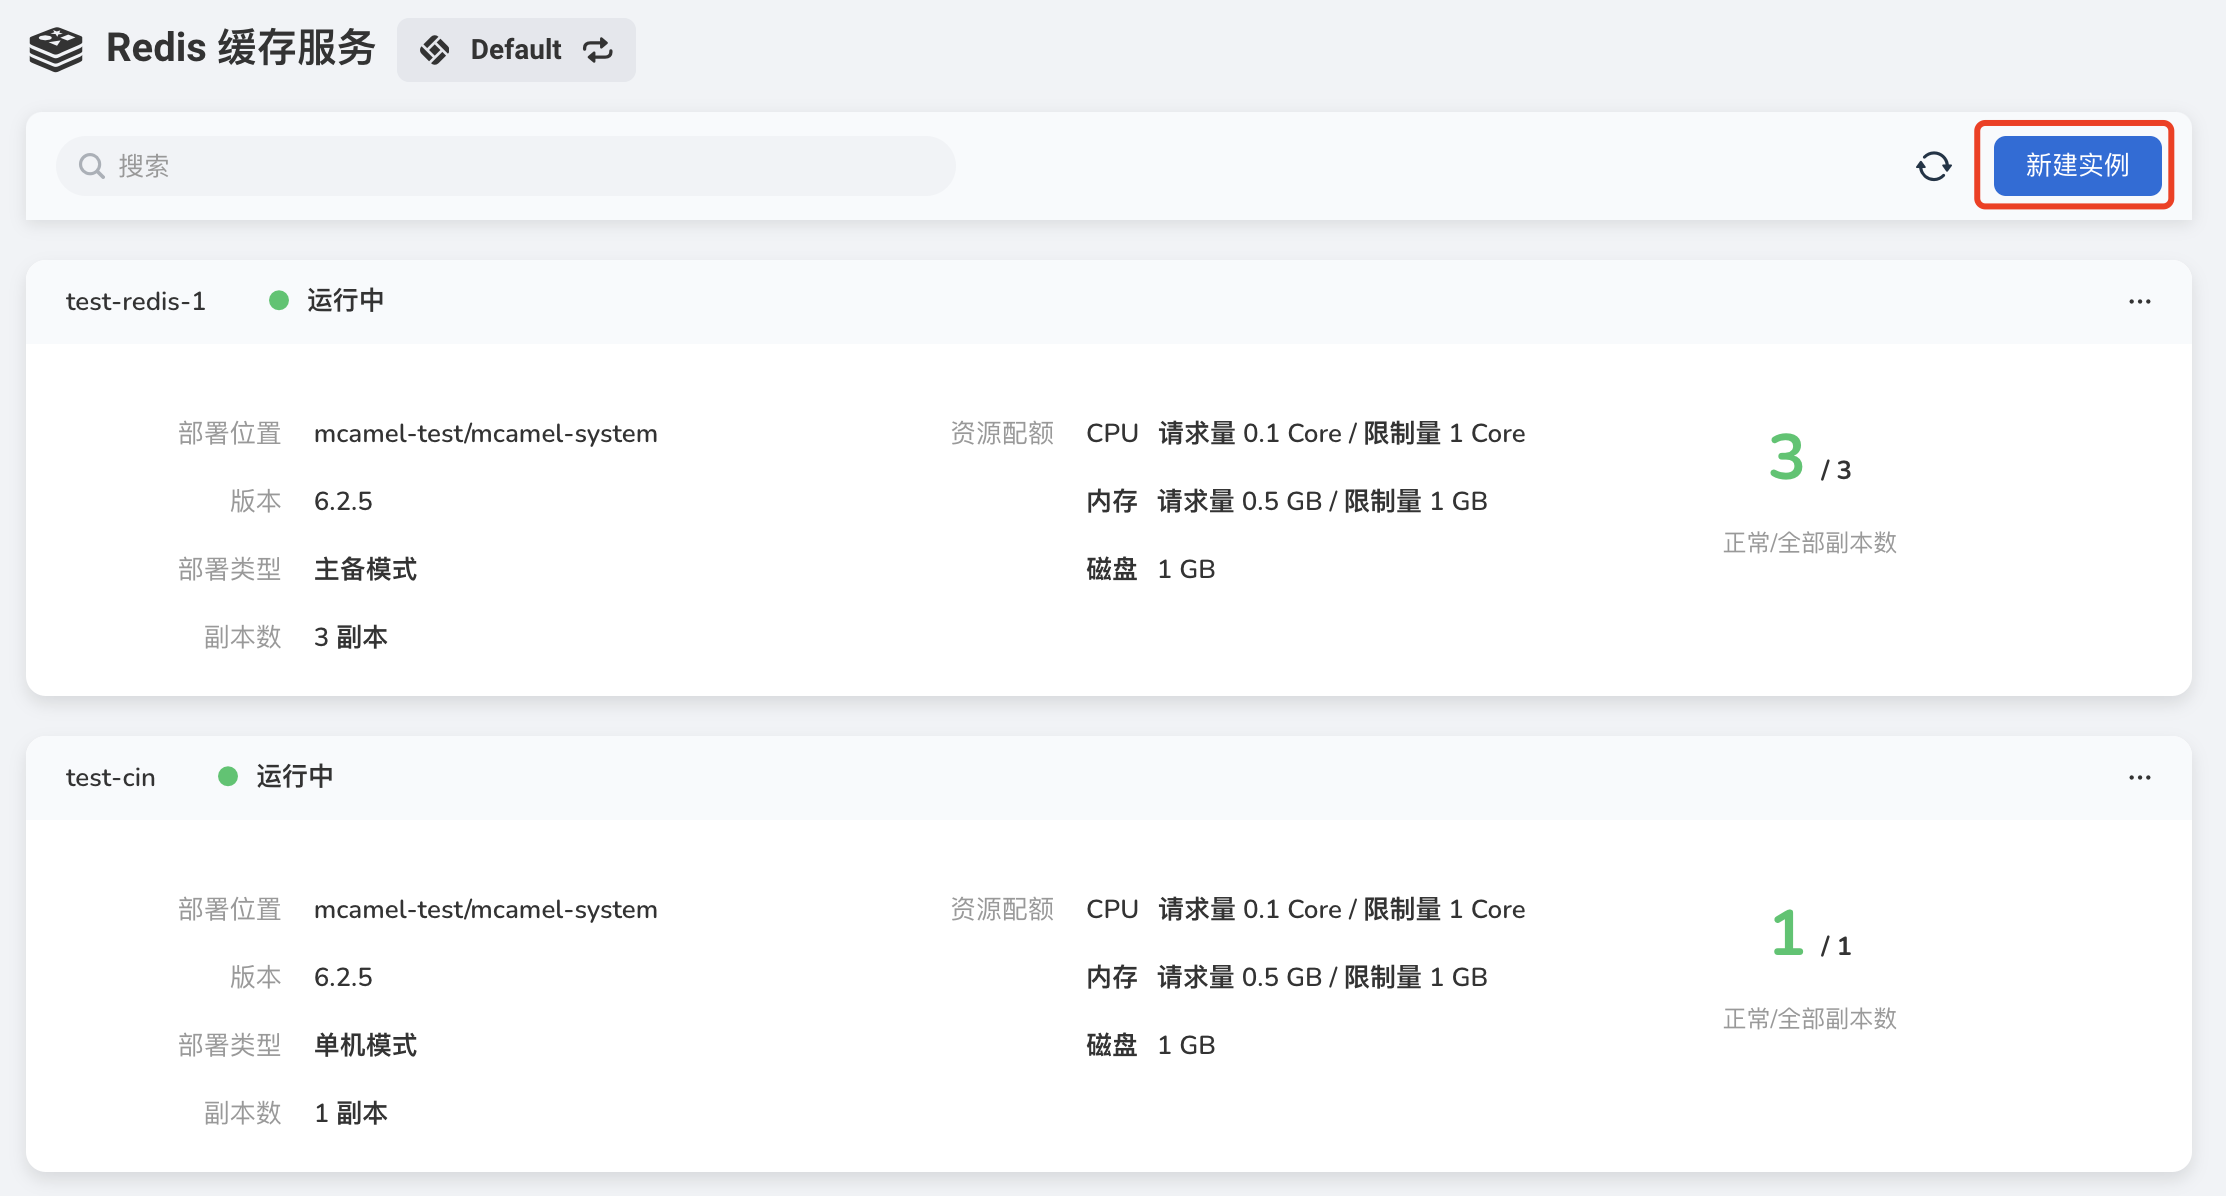 Redis 缓存服务 Default
搜索 新建实例
test-redis-1 运行中
部署位置 mcamel-test/mcamel-system 资源配额 CPU 请求量 0.1 Core / 限制量 1 Core
3 / 3
版本 6.2.5 内存 请求量 0.5 GB / 限制量 1 GB
正常/全部副本数
部署类型 主备模式 磁盘 1 GB
副本数 3 副本
test-cin 运行中
部署位置 mcamel-test/mcamel-system 资源配额 CPU 请求量 0.1 Core / 限制量 1 Core
1 / 1
版本 6.2.5 内存 请求量 0.5 GB / 限制量 1 GB
正常/全部副本数
部署类型 单机模式 磁盘 1 GB
副本数 1 副本